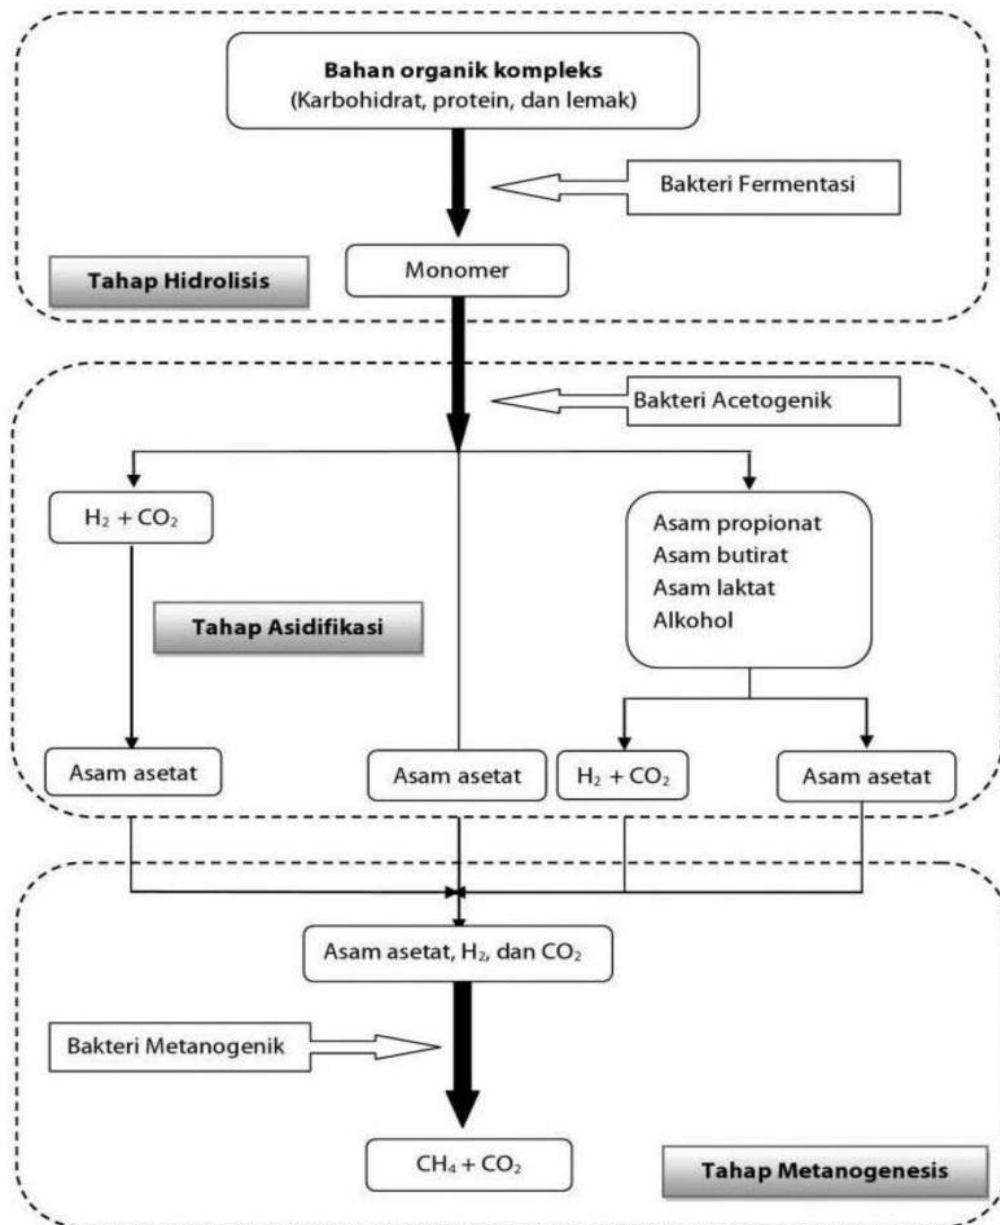 Bahan organik kompleks
(Karbohidrat, protein, dan lemak)
Bakteri Fermentasi
Monomer
Tahap Hidrolisis
Bakteri Acetogenik
H₂ + CO₂
Asam propionat
Asam butirat
Asam laktat
Alkohol
Tahap Asidifikasi
Asam asetat
Asam asetat
H₂ + CO₂
Asam asetat
Asam asetat, H₂, dan CO₂
Bakteri Metanogenik
CH₄ + CO₂
Tahap Metanogenesis